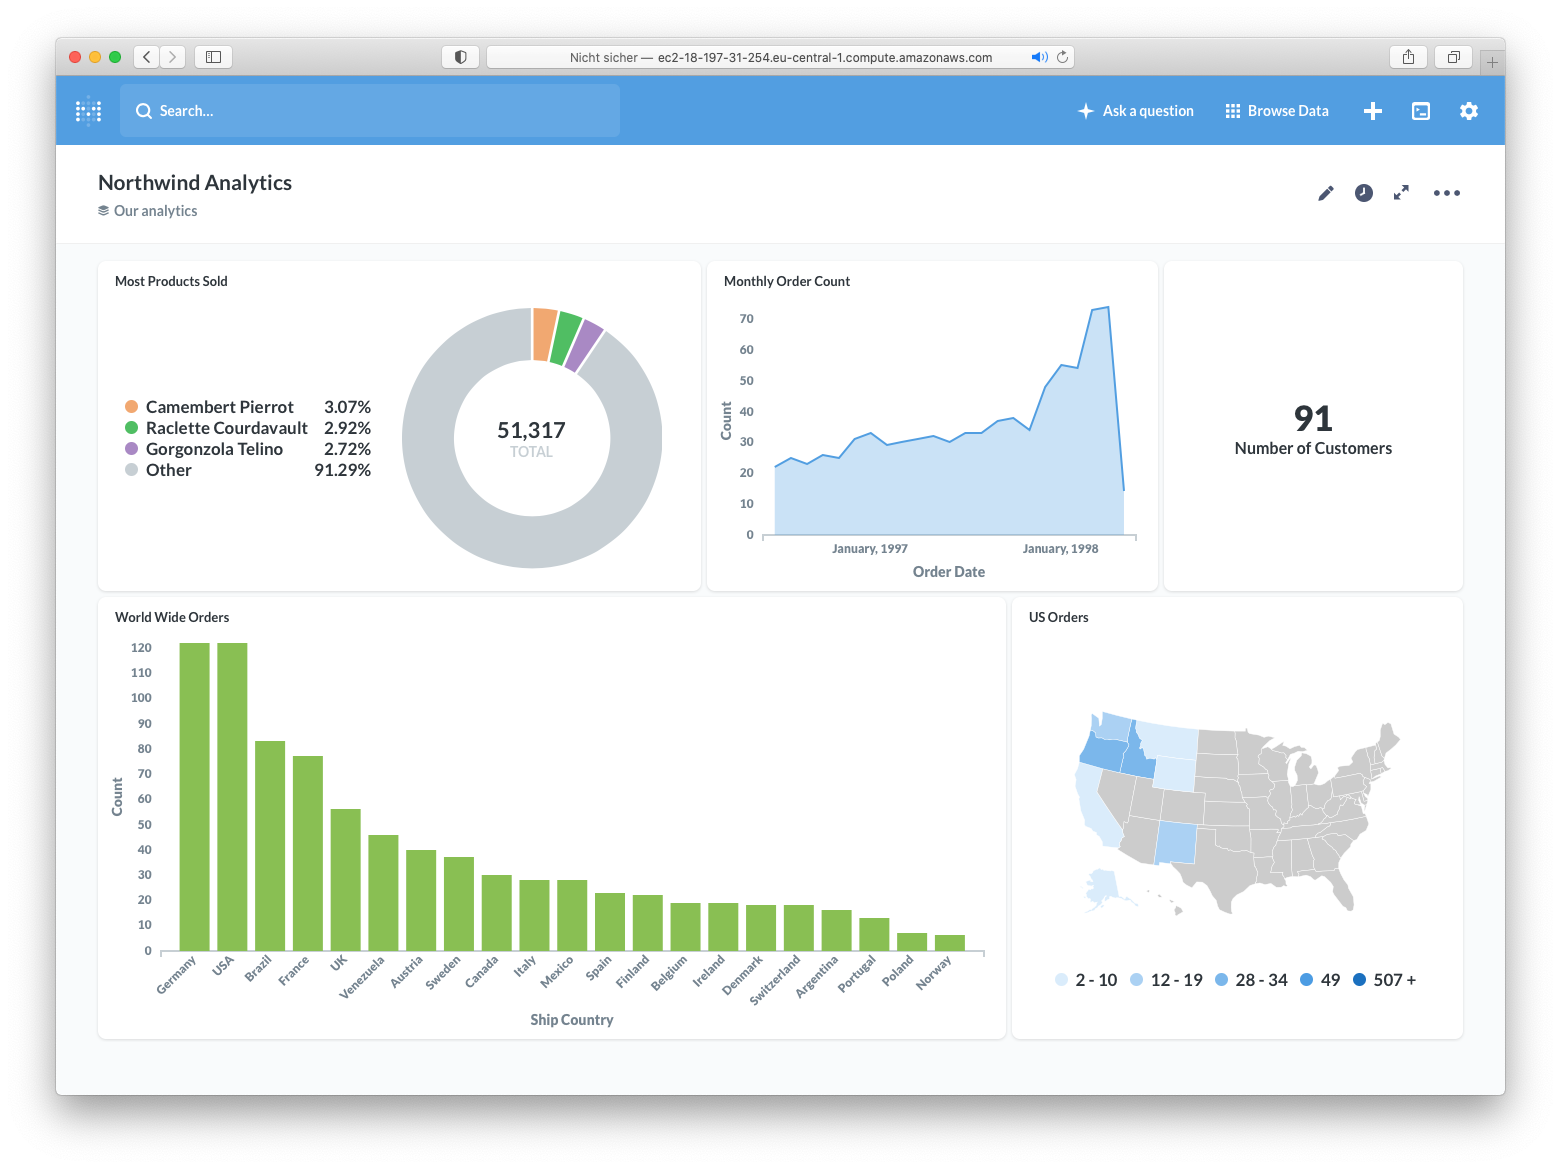 Nicht sicher — ec2-18-197-31-254.eu-central-1.compute.amazonaws.com
Search...
Ask a question
Browse Data
Northwind Analytics
Our analytics
Most Products Sold
Camembert Pierrot 3.07%
Raclette Courdavault 2.92%
Gorgonzola Telino 2.72%
Other 91.29%
51,317
TOTAL
Monthly Order Count
70
60
50
40
30
20
10
0
Count
January, 1997
January, 1998
Order Date
91
Number of Customers
World Wide Orders
120
110
100
90
80
70
60
50
40
30
20
10
0
Count
Germany
USA
Brazil
France
UK
Venezuela
Austria
Sweden
Canada
Italy
Mexico
Spain
Finland
Belgium
Ireland
Denmark
Switzerland
Argentina
Portugal
Poland
Norway
Ship Country
US Orders
2 - 10 12 - 19 28 - 34 49 507 +